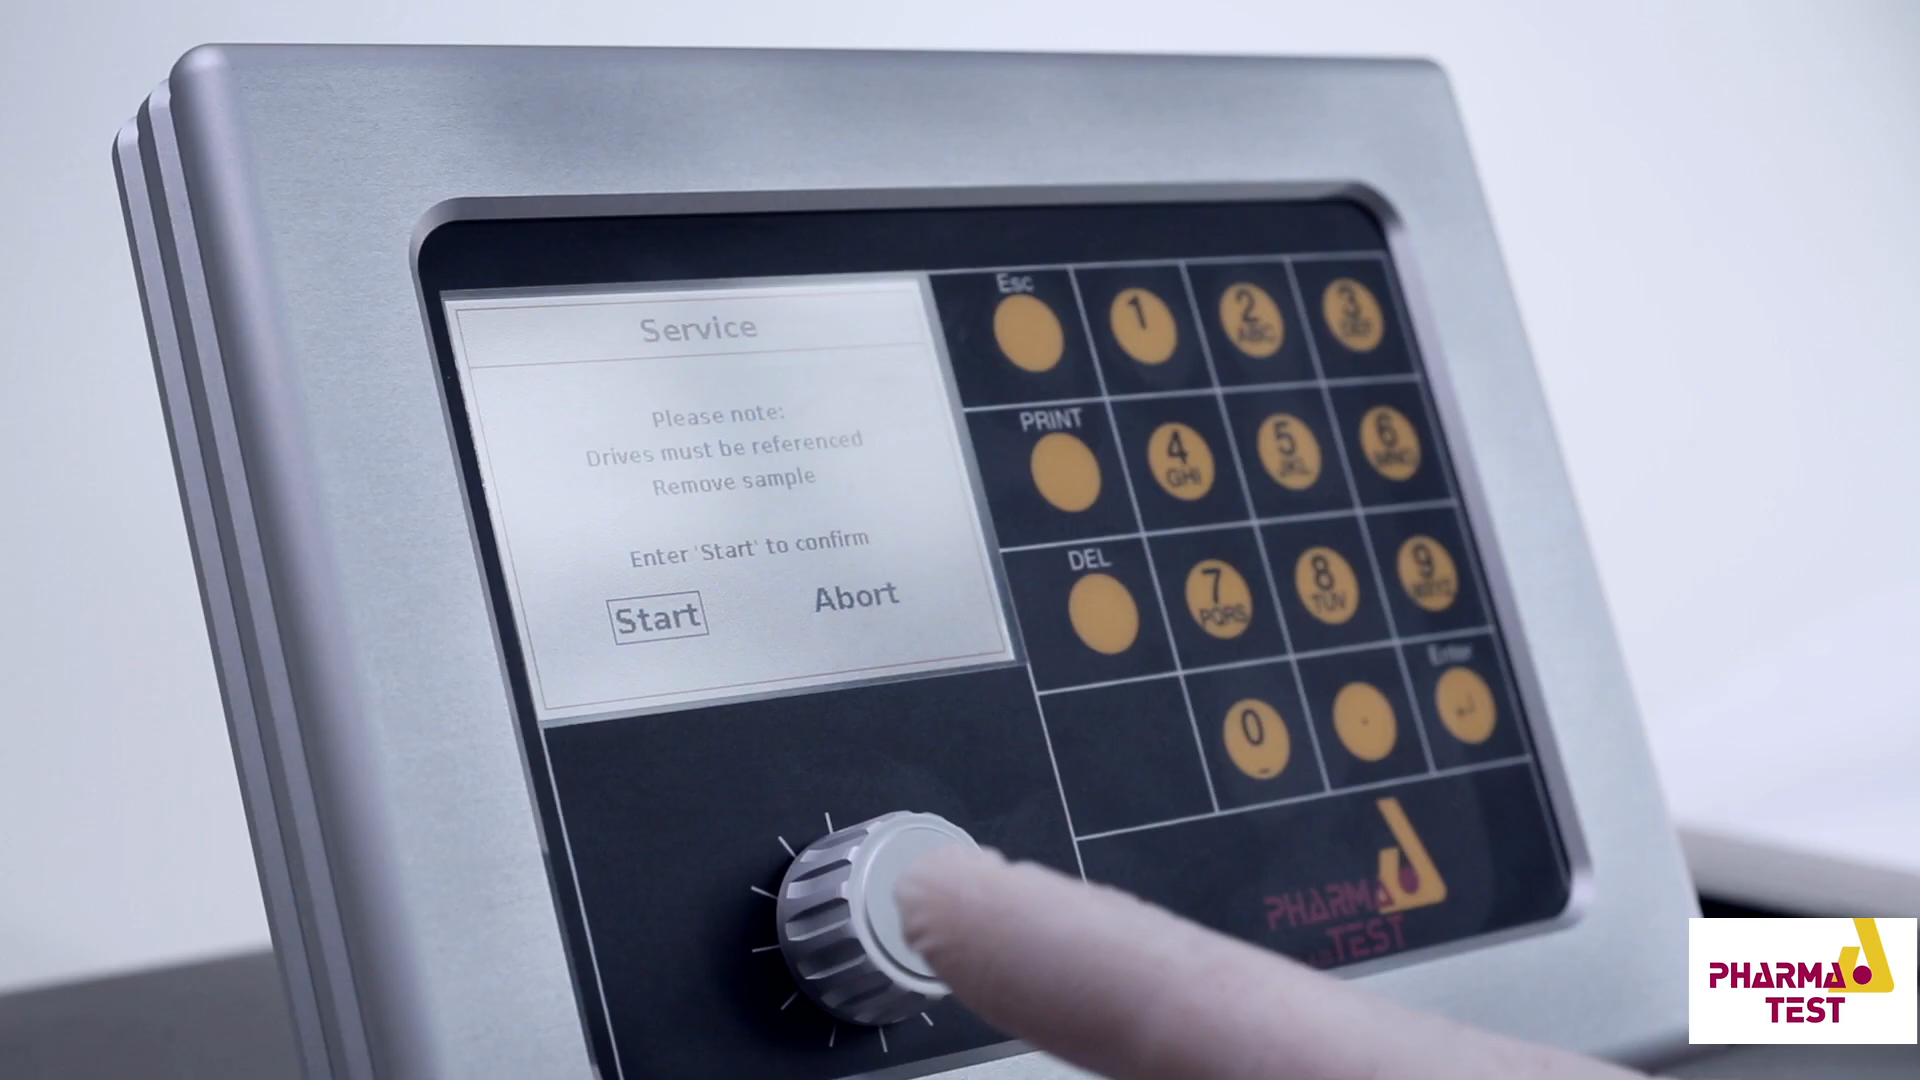 Service
Please note:
Drives must be referenced
Remove sample
Enter 'Start' to confirm
Start Abort
Esc
1
2 ABC
3 DEF
PRINT
4 GHI
5 JKL
6 MNO
DEL
7 PQRS
8 TUV
9 WXYZ
0 _
.
Enter
PHARMA
TEST
PHARMA
TEST